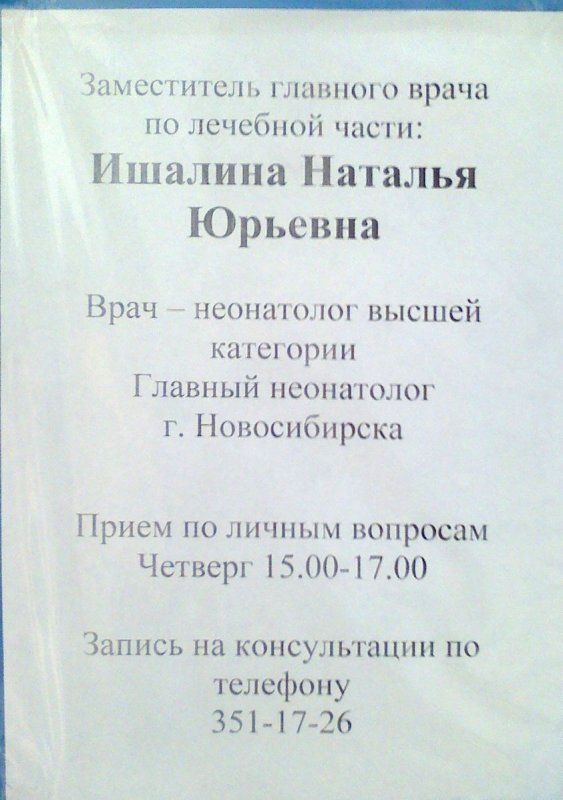 Заместитель главного врача
по лечебной части:
Ишалина Наталья
Юрьевна
Врач – неонатолог высшей
категории
Главный неонатолог
г. Новосибирска
Прием по личным вопросам
Четверг 15.00-17.00
Запись на консультации по
телефону
351-17-26